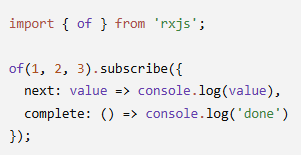 import { of } from 'rxjs';

of(1, 2, 3).subscribe({
  next: value => console.log(value),
  complete: () => console.log('done')
});